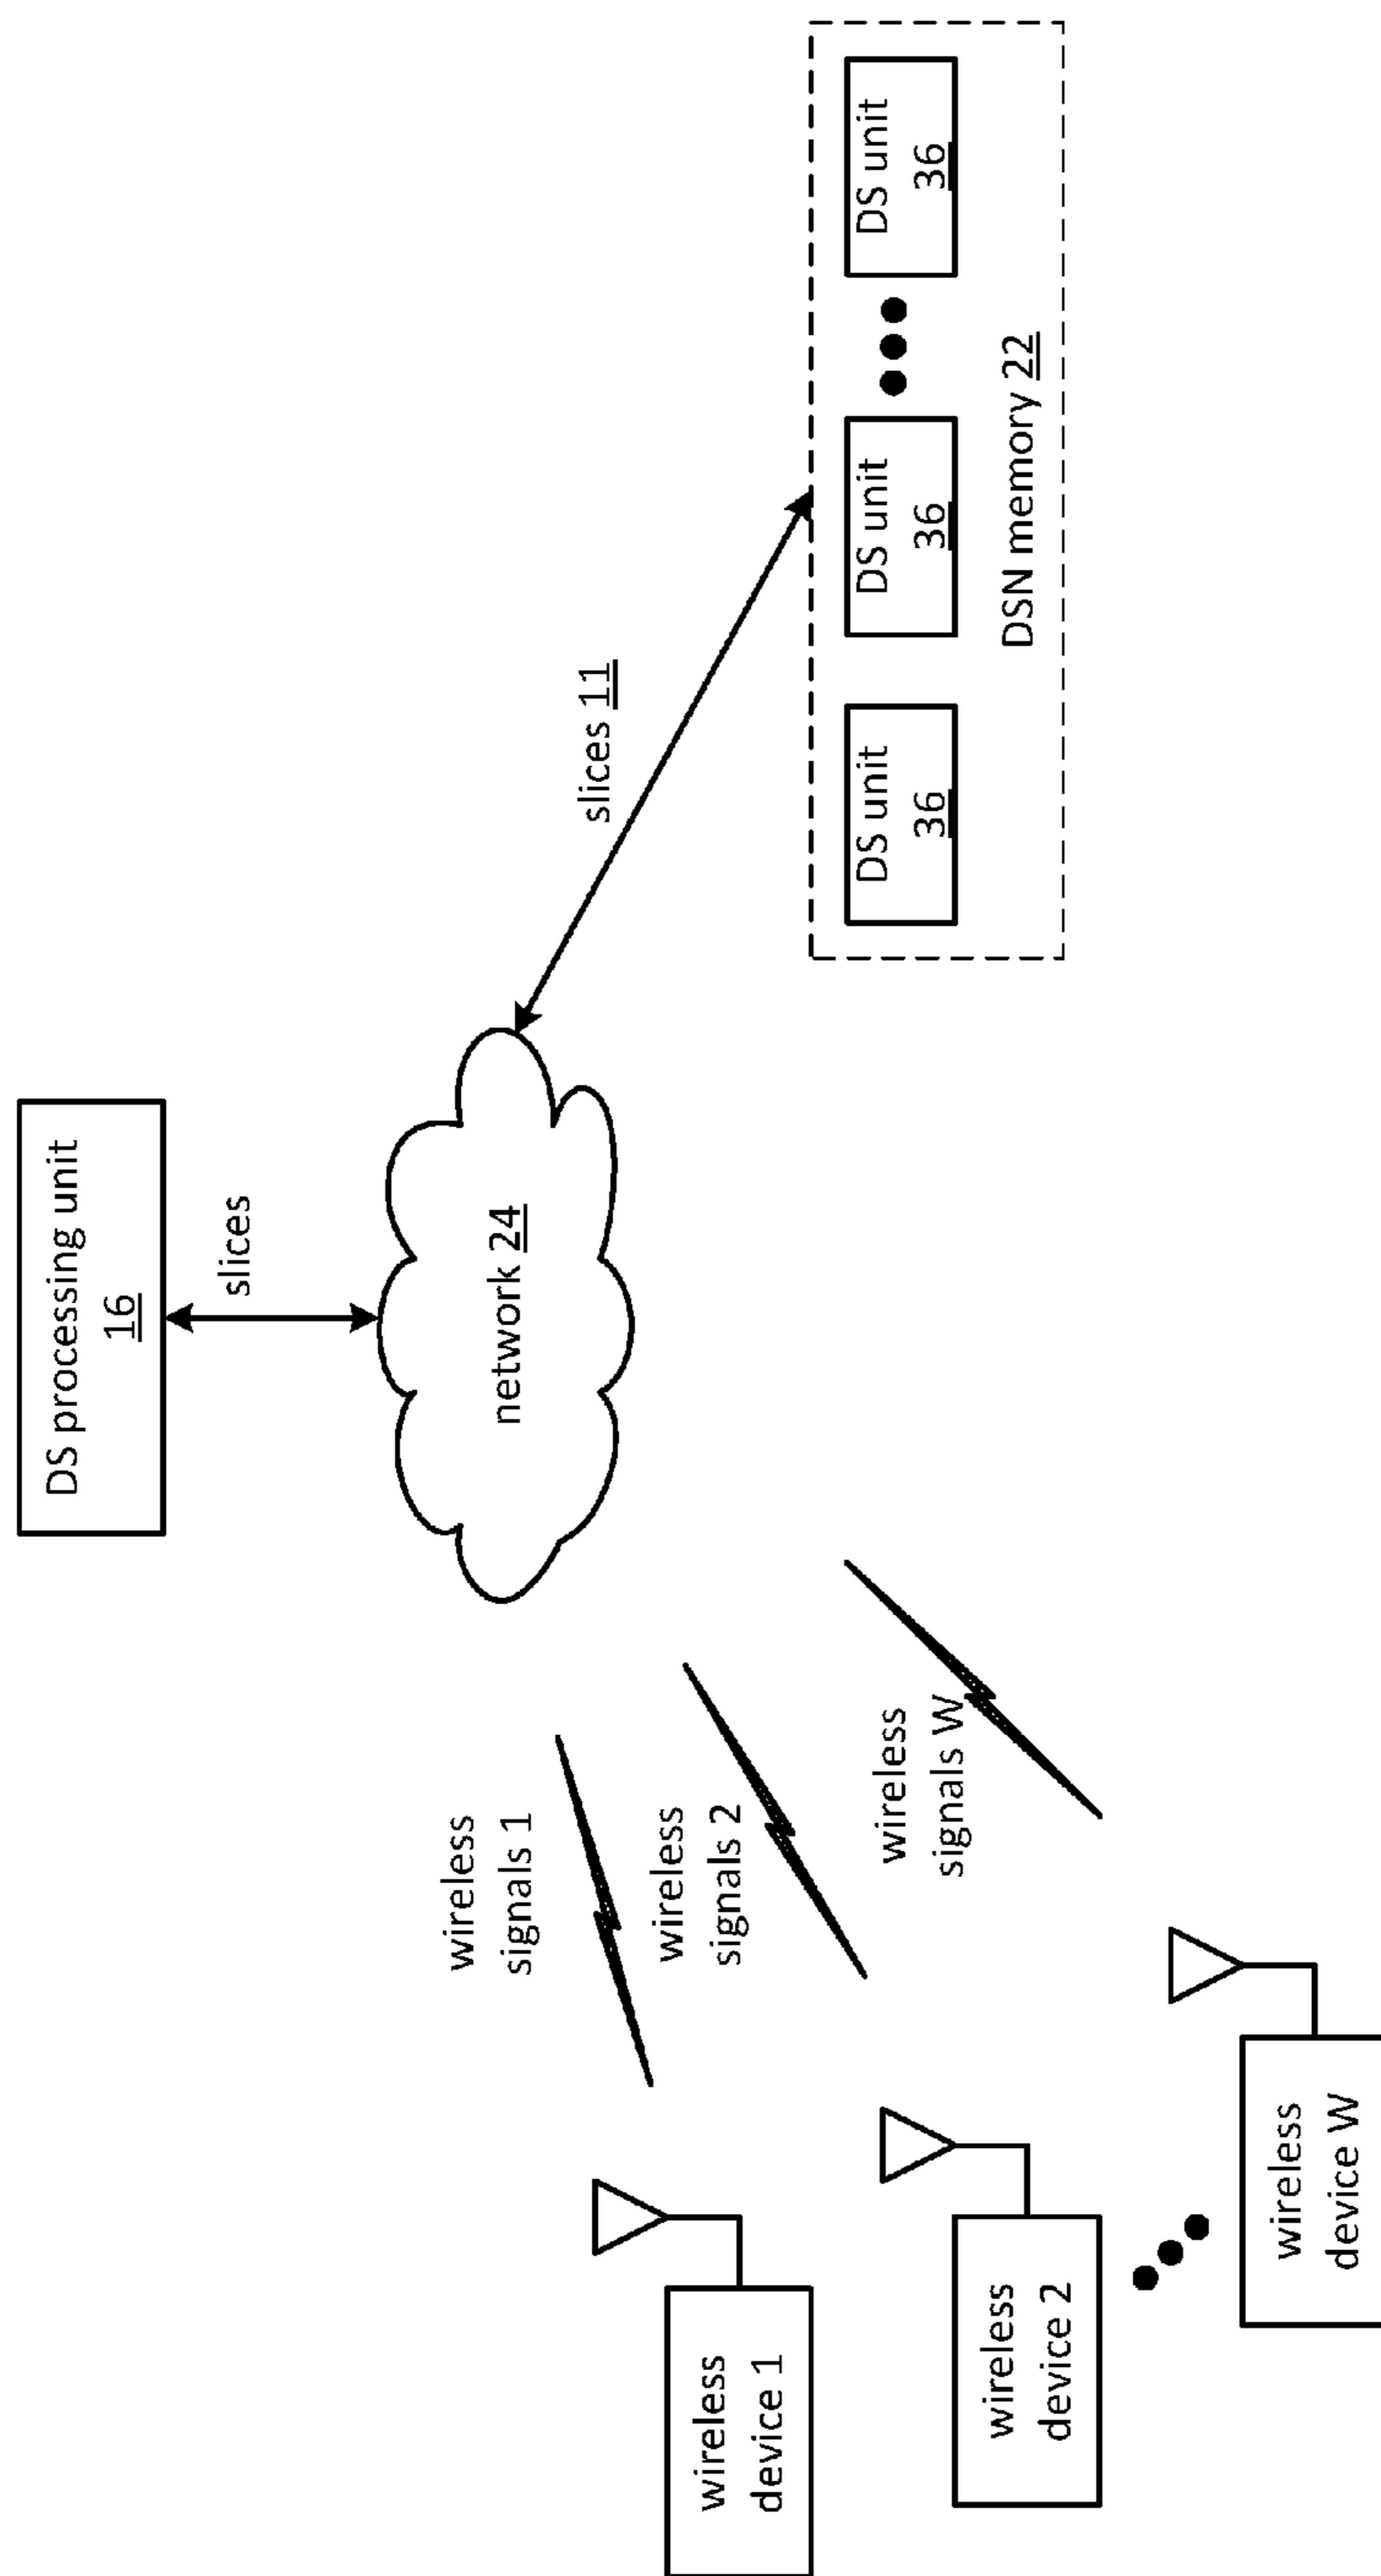 DS processing unit
16
slices
network 24
slices 11
DS unit
36
DS unit
36
DS unit
36
DSN memory 22
wireless
signals 1
wireless
signals 2
wireless
signals W
wireless
device 1
wireless
device 2
wireless
device W